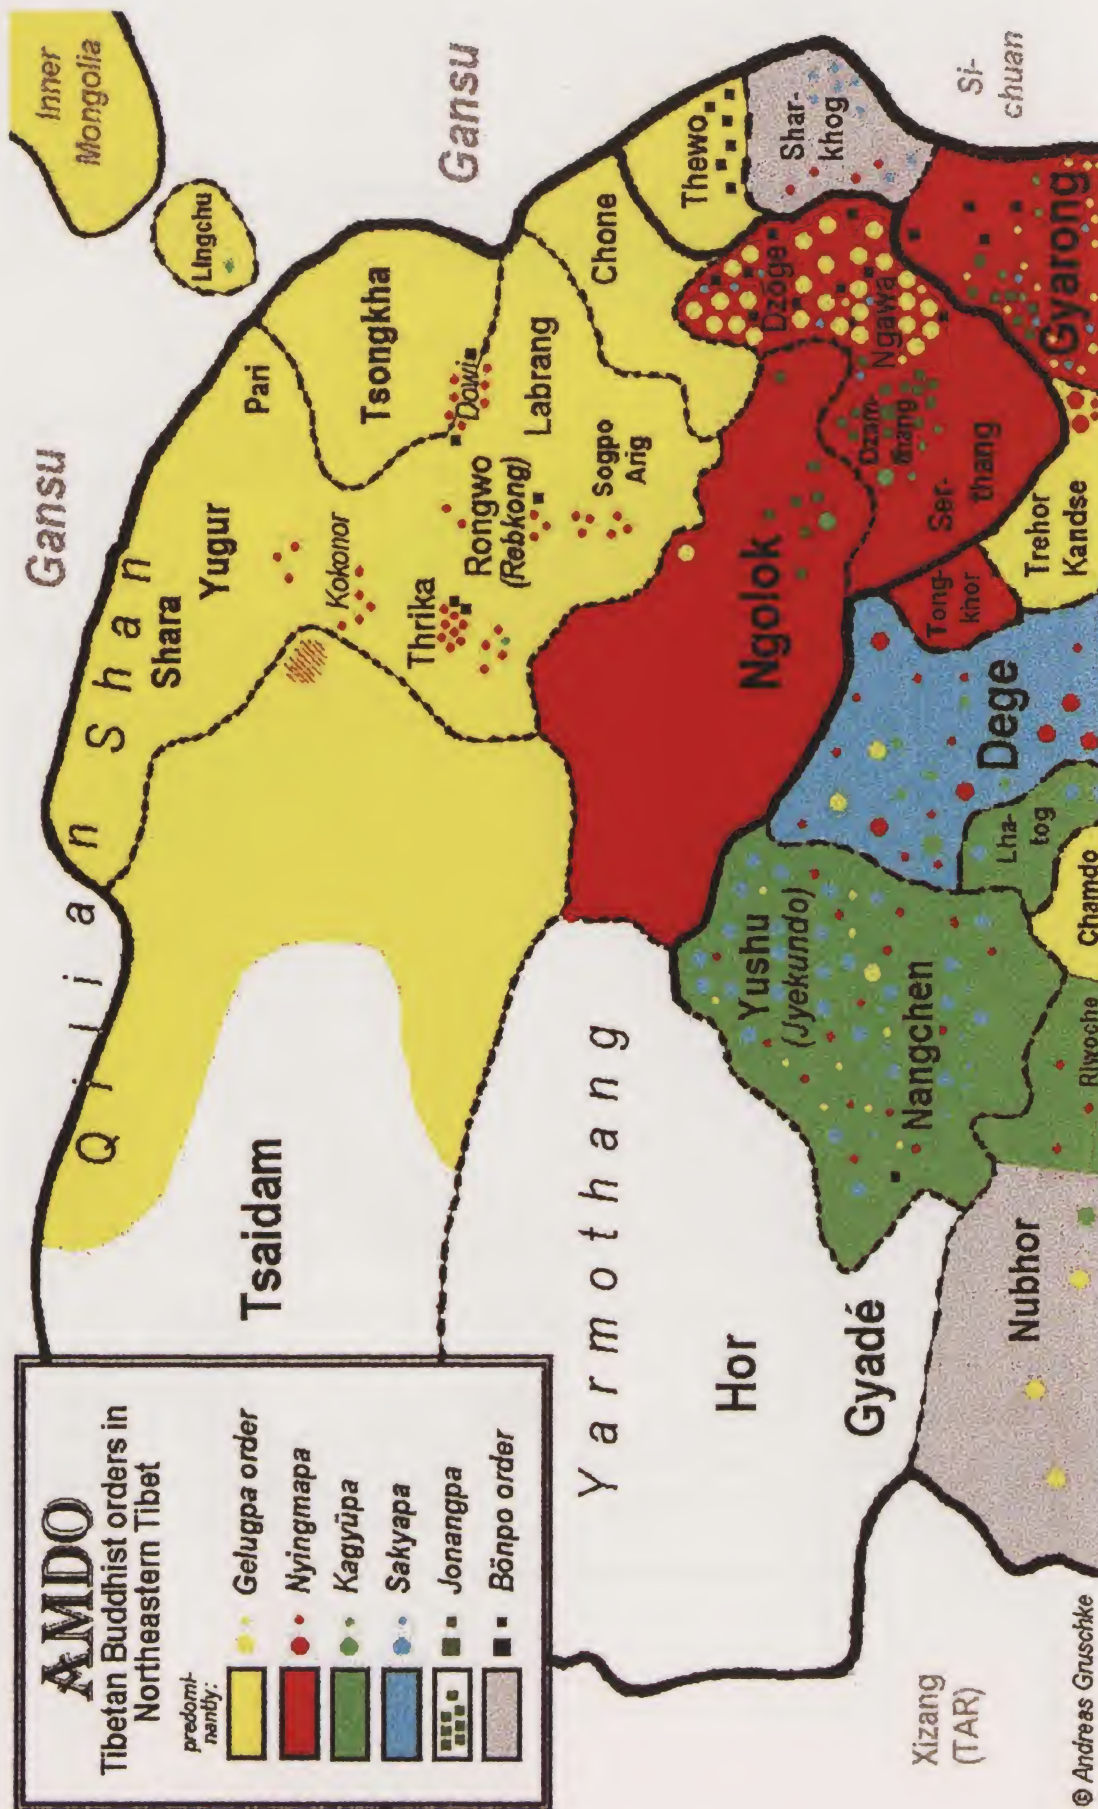 AMDO
Tibetan Buddhist orders in
Northeastern Tibet
predomi-
nantly:
Gelugpa order
Nyingmapa
Kagyüpa
Sakyapa
Jonangpa
Bönpo order
Inner
Mongolia
Lingchu
Gansu
Gansu
Qilian Shan
Shara
Yugur
Pari
Tsongkha
Kokonor
Dowi
Thrika
Rongwo
(Rebkong)
Labrang
Sogpo
Arig
Chone
Thewo
Shar-
khog
Si-
chuan
Dzöge
Ngawa
Gyarong
Dzam-
thang
Ser-
thang
Ngolok
Tong-
khor
Trehor
Kandse
Dege
Lha-
tog
Chamdo
Yushu
(Jyekundo)
Nangchen
Riwoche
Nubhor
Tsaidam
Yarmothang
Hor
Gyadé
Xizang
(TAR)
© Andreas Gruschke